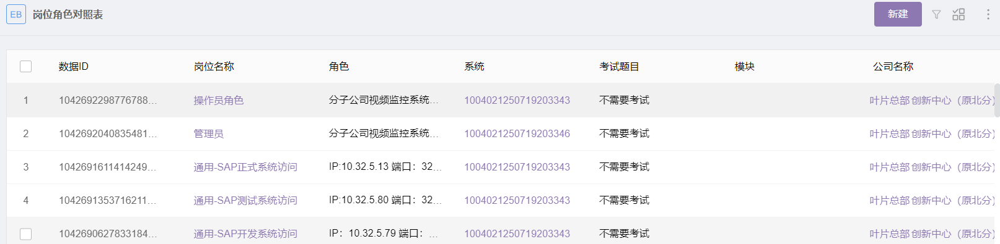 EB 岗位角色对照表 新建
数据ID 岗位名称 角色 系统 考试题目 模块 公司名称
1 1042692298776788... 操作员角色 分子公司视频监控系统... 1004021250719203343 不需要考试 叶片总部创新中心（原北分）
2 1042692040835481... 管理员 分子公司视频监控系统... 1004021250719203346 不需要考试 叶片总部创新中心（原北分）
3 1042691611414249... 通用-SAP正式系统访问 IP:10.32.5.13 端口：32... 1004021250719203343 不需要考试 叶片总部创新中心（原北分）
4 1042691353716211... 通用-SAP测试系统访问 IP:10.32.5.80 端口：32... 1004021250719203343 不需要考试 叶片总部创新中心（原北分）
1042690627833184... 通用-SAP开发系统访问 IP：10.32.5.79 端口：... 1004021250719203343 不需要考试 叶片总部创新中心（原北分）